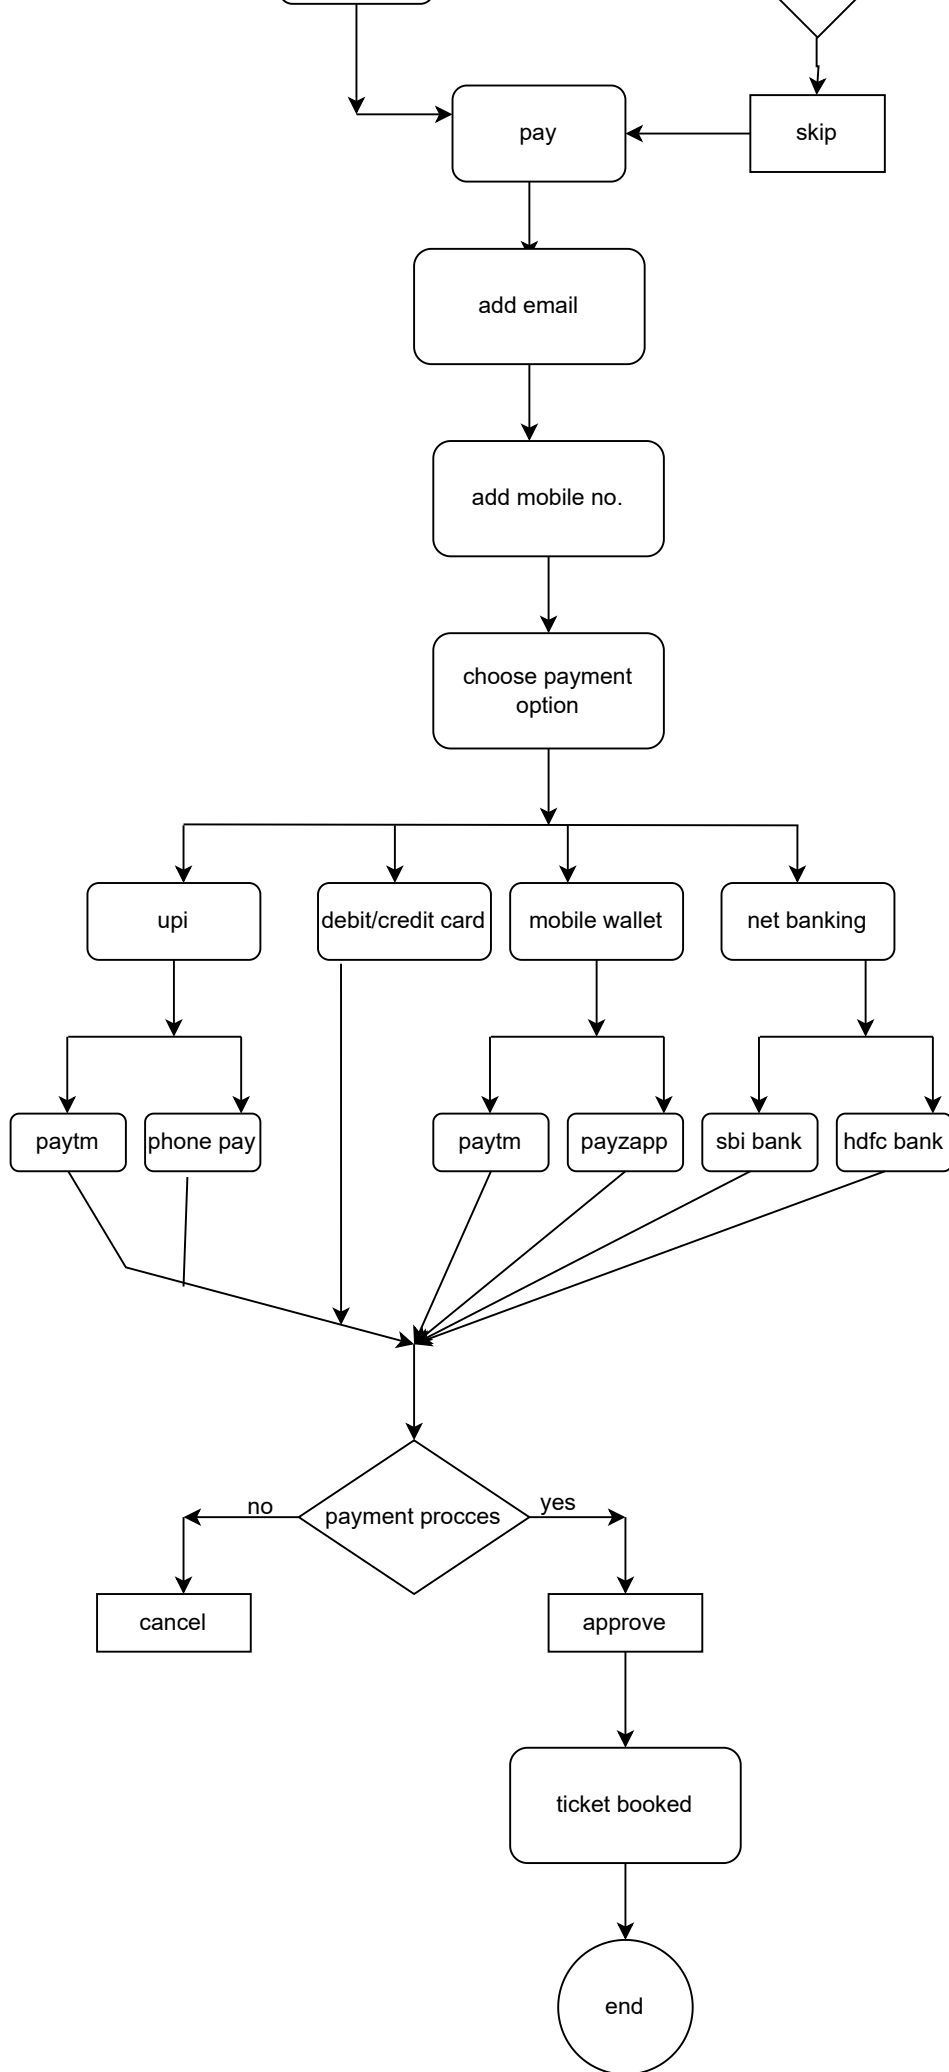 pay
skip
add email
add mobile no.
choose payment
option
upi
debit/credit card
mobile wallet
net banking
paytm
phone pay
paytm
payzapp
sbi bank
hdfc bank
no
payment procces
yes
cancel
approve
ticket booked
end